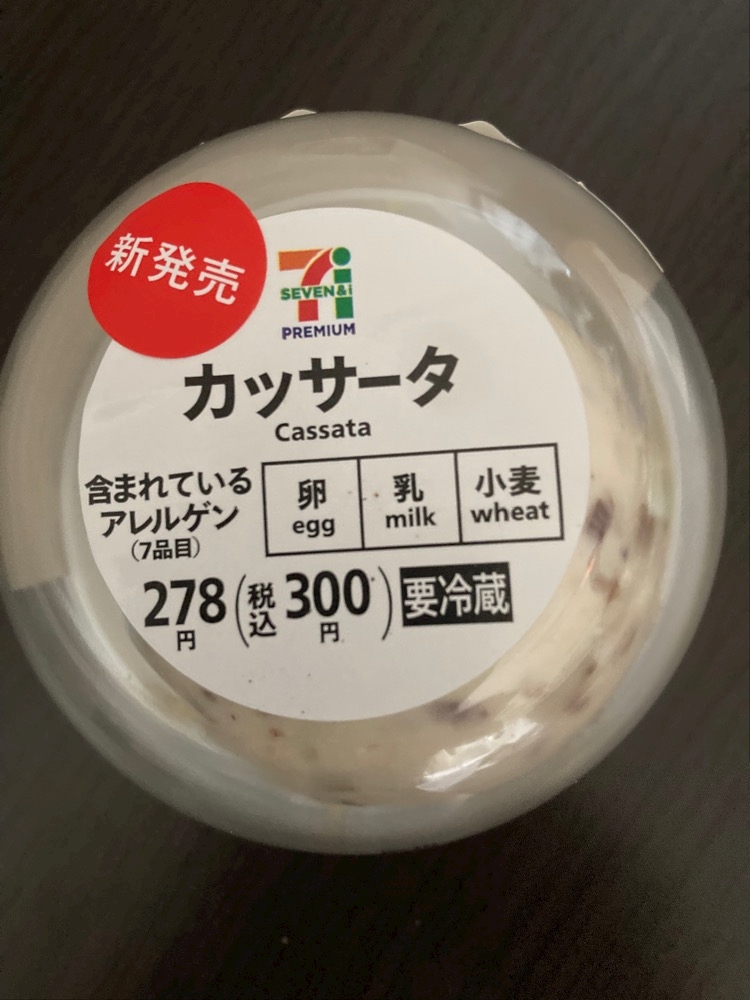 新発売
7i
SEVEN&i
PREMIUM
カッサータ
Cassata
含まれている
アレルゲン
(7品目)
卵 乳 小麦
egg milk wheat
278円(税込300円) 要冷蔵